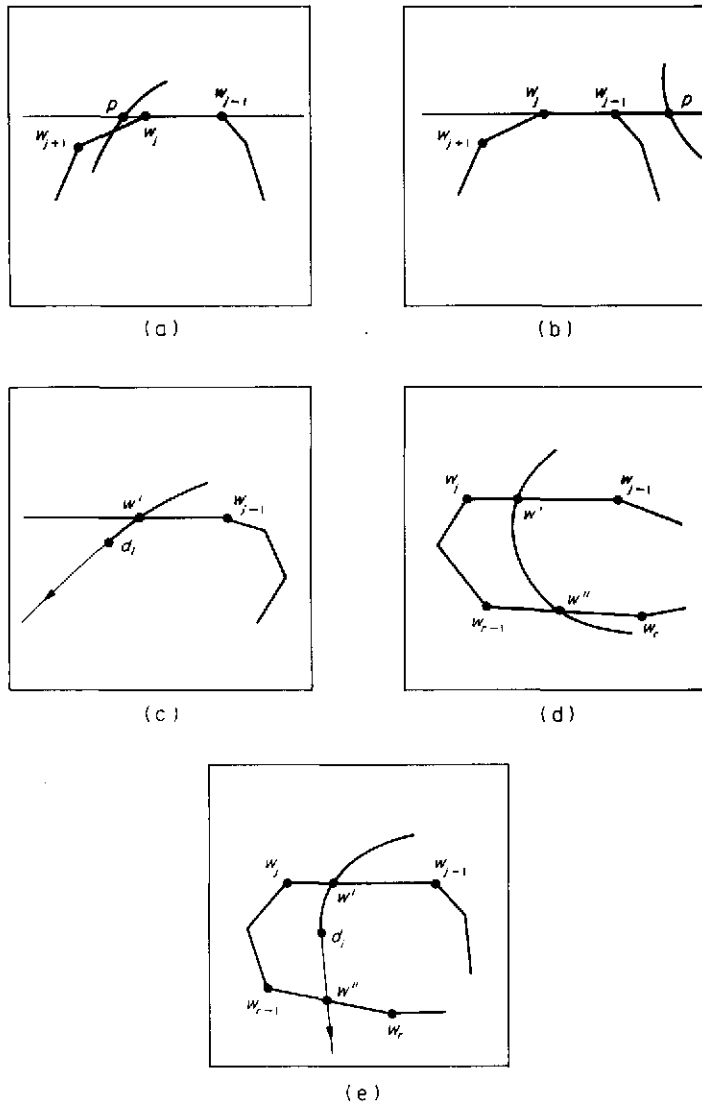 p w_j w_{j-1} w_{j+1}
(a)
w_j w_{j-1} p w_{j+1}
(b)
w' w_{j-1} d_i
(c)
w_j w' w_{j-1} w_{r-1} w'' w_r
(d)
w_j w' w_{j-1} d_i w_{r-1} w'' w_r
(e)